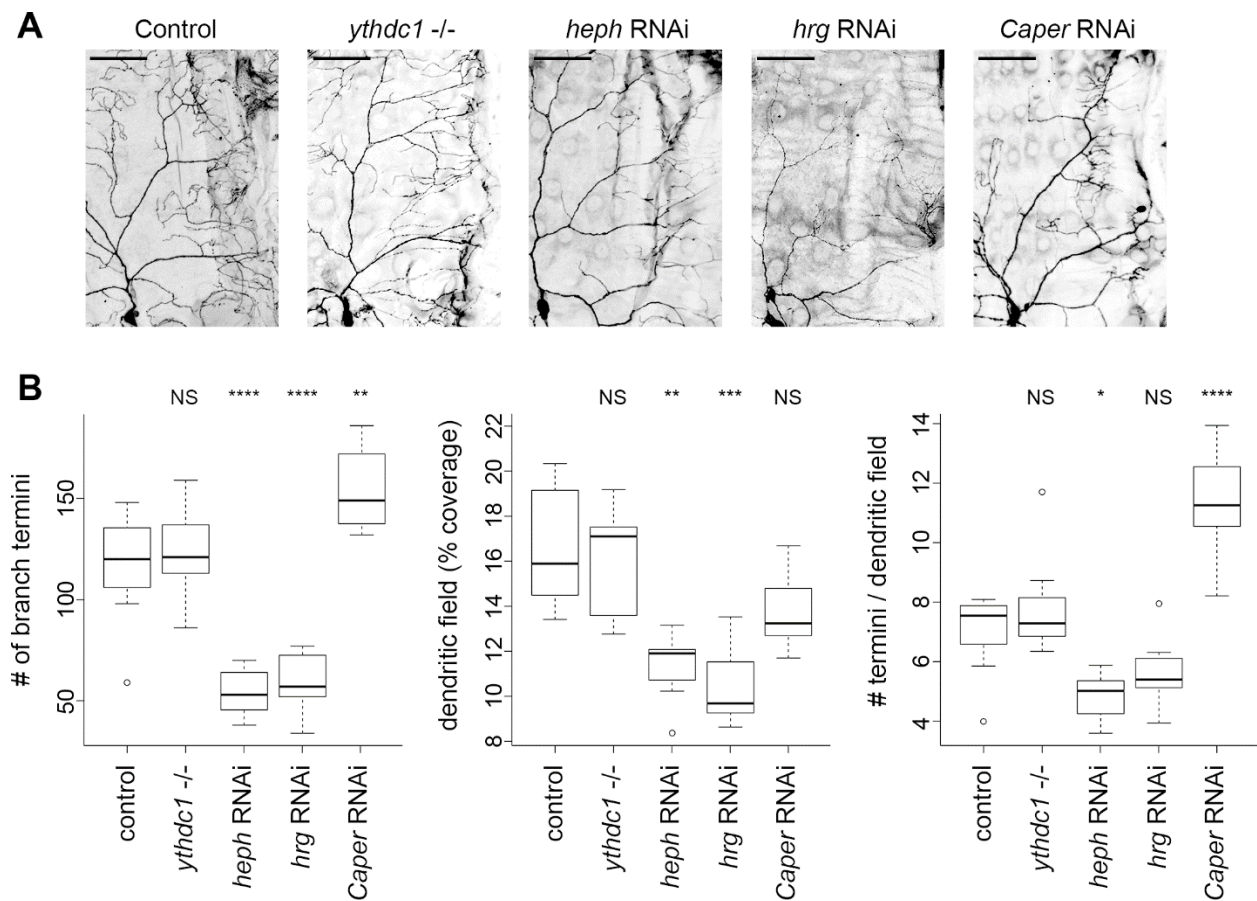 A
Control
ythdc1 -/-
heph RNAi
hrg RNAi
Caper RNAi
B
NS
****
****
**
# of branch termini
150
100
50
control
ythdc1 -/-
heph RNAi
hrg RNAi
Caper RNAi
NS
**
***
NS
dendritic field (% coverage)
22
20
18
16
14
12
10
8
control
ythdc1 -/-
heph RNAi
hrg RNAi
Caper RNAi
NS
*
NS
****
# termini / dendritic field
14
12
10
8
6
4
control
ythdc1 -/-
heph RNAi
hrg RNAi
Caper RNAi